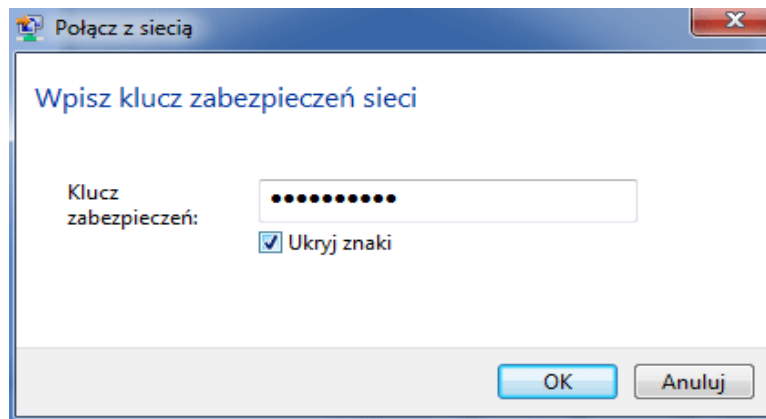 Połącz z siecią
Wpisz klucz zabezpieczeń sieci
Klucz
zabezpieczeń:
••••••••••
Ukryj znaki
OK
Anuluj